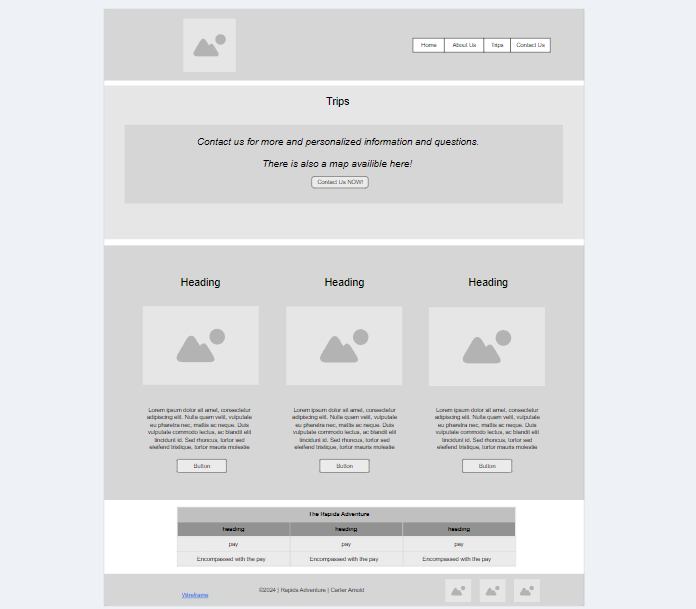 Home About Us Trips Contact Us
Trips
Contact us for more and personalized information and questions.
There is also a map availible here!
Contact Us NOW!
Heading Heading Heading
Lorem ipsum dolor sit amet, consectetur Lorem ipsum dolor sit amet, consectetur Lorem ipsum dolor sit amet, consectetur
adipiscing elit. Nulla quam velit, vulputate adipiscing elit. Nulla quam velit, vulputate adipiscing elit. Nulla quam velit, vulputate
eu pharetra nec, mattis ac neque. Duis eu pharetra nec, mattis ac neque. Duis eu pharetra nec, mattis ac neque. Duis
vulputate commodo lectus, ac blandit elit vulputate commodo lectus, ac blandit elit vulputate commodo lectus, ac blandit elit
tincidunt id. Sed rhoncus, tortor sed tincidunt id. Sed rhoncus, tortor sed tincidunt id. Sed rhoncus, tortor sed
eleifend tristique, tortor mauris molestie eleifend tristique, tortor mauris molestie eleifend tristique, tortor mauris molestie
Button Button Button
The Rapids Adventure
heading heading heading
pay pay pay
Encompassed with the pay Encompassed with the pay Encompassed with the pay
©2024 | Rapids Adventure | Carter Arnold
Wireframe